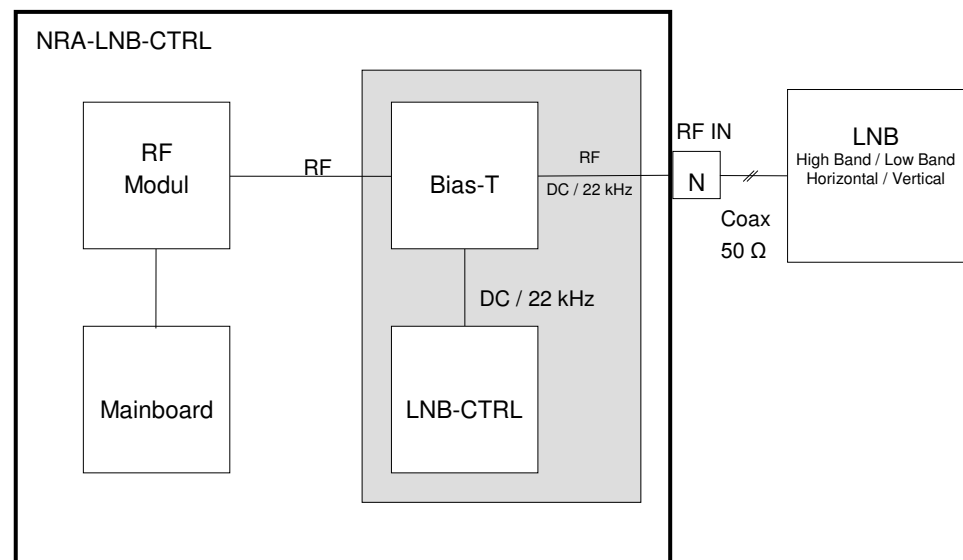 NRA-LNB-CTRL
RF
Modul
RF
Bias-T
RF
DC / 22 kHz
RF IN
N
LNB
High Band / Low Band
Horizontal / Vertical
Coax
50 Ω
DC / 22 kHz
Mainboard
LNB-CTRL